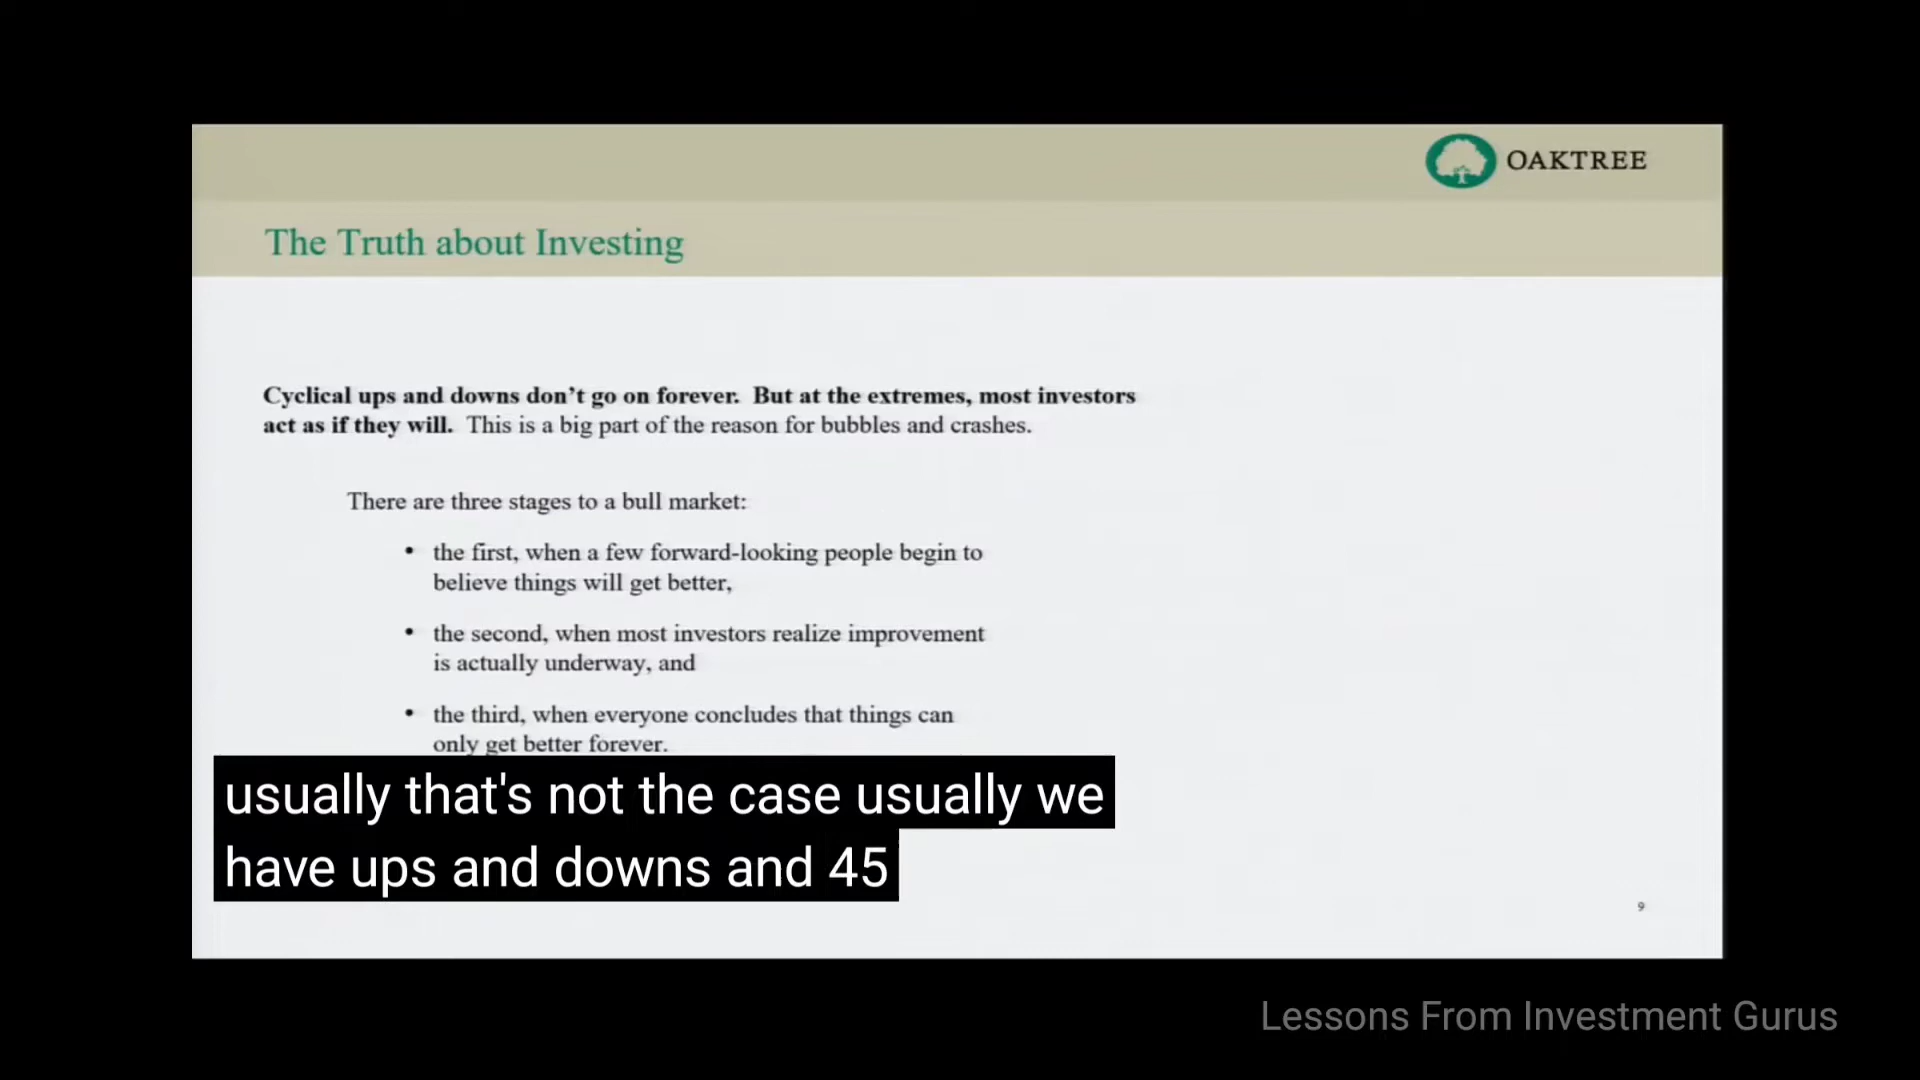 OAKTREE
The Truth about Investing
Cyclical ups and downs don’t go on forever. But at the extremes, most investors
act as if they will. This is a big part of the reason for bubbles and crashes.
There are three stages to a bull market:
• the first, when a few forward-looking people begin to
believe things will get better,
• the second, when most investors realize improvement
is actually underway, and
• the third, when everyone concludes that things can
only get better forever.
usually that's not the case usually we
have ups and downs and 45
9
Lessons From Investment Gurus